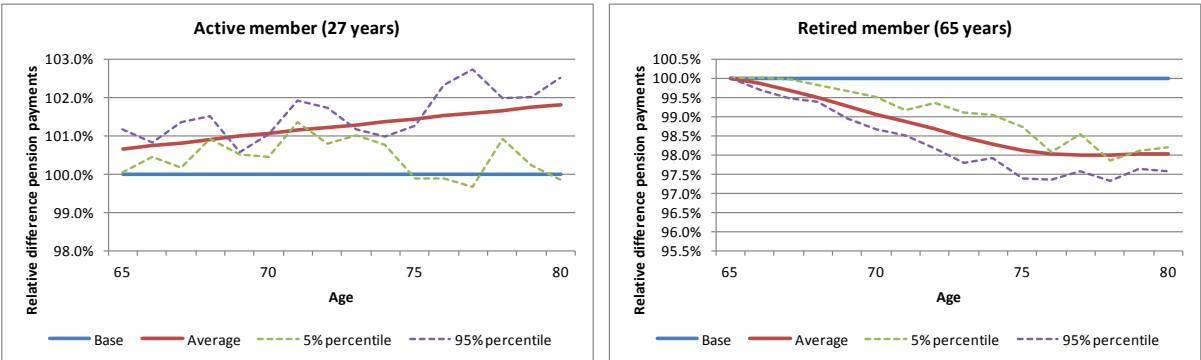 Active member (27 years)
Relative difference pension payments
103.0%
102.0%
101.0%
100.0%
99.0%
98.0%
65 70 75 80
Age
Base Average 5% percentile 95% percentile
Retired member (65 years)
Relative difference pension payments
100.5%
100.0%
99.5%
99.0%
98.5%
98.0%
97.5%
97.0%
96.5%
96.0%
95.5%
65 70 75 80
Age
Base Average 5% percentile 95% percentile